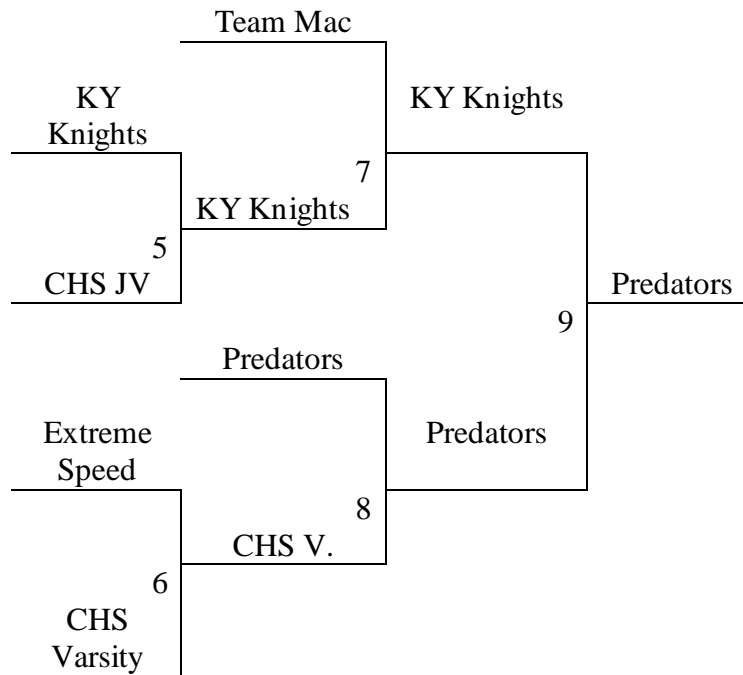 Team Mac
KY
Knights
KY Knights
7
KY Knights
5
CHS JV
Predators
9
Predators
Extreme
Speed
Predators
8
CHS V.
6
CHS
Varsity